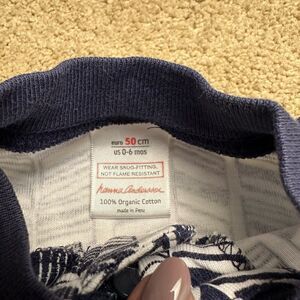 euro 50 cm
us 0-6 mos
WEAR SNUG-FITTING,
NOT FLAME RESISTANT
hanna andersson
100% Organic Cotton
made in Peru